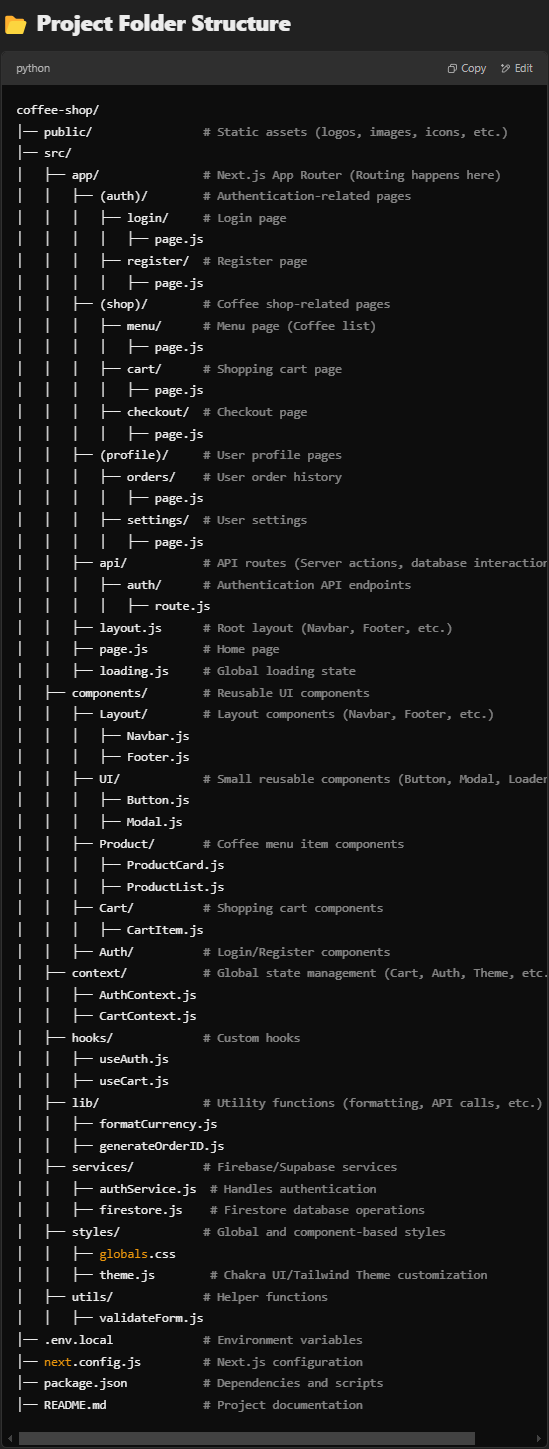 📂 Project Folder Structure
python Copy Edit
coffee-shop/
│── public/                # Static assets (logos, images, icons, etc.)
│── src/
│   ├── app/               # Next.js App Router (Routing happens here)
│   │   ├── (auth)/        # Authentication-related pages
│   │   │   ├── login/     # Login page
│   │   │   │   ├── page.js
│   │   │   ├── register/  # Register page
│   │   │   │   ├── page.js
│   │   ├── (shop)/        # Coffee shop-related pages
│   │   │   ├── menu/      # Menu page (Coffee list)
│   │   │   │   ├── page.js
│   │   │   ├── cart/      # Shopping cart page
│   │   │   │   ├── page.js
│   │   │   ├── checkout/  # Checkout page
│   │   │   │   ├── page.js
│   │   ├── (profile)/     # User profile pages
│   │   │   ├── orders/    # User order history
│   │   │   │   ├── page.js
│   │   │   ├── settings/  # User settings
│   │   │   │   ├── page.js
│   │   ├── api/           # API routes (Server actions, database interaction
│   │   │   ├── auth/      # Authentication API endpoints
│   │   │   │   ├── route.js
│   │   ├── layout.js      # Root layout (Navbar, Footer, etc.)
│   │   ├── page.js        # Home page
│   │   ├── loading.js     # Global loading state
│   ├── components/        # Reusable UI components
│   │   ├── Layout/        # Layout components (Navbar, Footer, etc.)
│   │   │   ├── Navbar.js
│   │   │   ├── Footer.js
│   │   ├── UI/            # Small reusable components (Button, Modal, Loader
│   │   │   ├── Button.js
│   │   │   ├── Modal.js
│   │   ├── Product/       # Coffee menu item components
│   │   │   ├── ProductCard.js
│   │   │   ├── ProductList.js
│   │   ├── Cart/          # Shopping cart components
│   │   │   ├── CartItem.js
│   │   ├── Auth/          # Login/Register components
│   ├── context/           # Global state management (Cart, Auth, Theme, etc.
│   │   ├── AuthContext.js
│   │   ├── CartContext.js
│   ├── hooks/             # Custom hooks
│   │   ├── useAuth.js
│   │   ├── useCart.js
│   ├── lib/               # Utility functions (formatting, API calls, etc.)
│   │   ├── formatCurrency.js
│   │   ├── generateOrderID.js
│   ├── services/          # Firebase/Supabase services
│   │   ├── authService.js  # Handles authentication
│   │   ├── firestore.js    # Firestore database operations
│   ├── styles/            # Global and component-based styles
│   │   ├── globals.css
│   │   ├── theme.js        # Chakra UI/Tailwind Theme customization
│   ├── utils/             # Helper functions
│   │   ├── validateForm.js
│── .env.local             # Environment variables
│── next.config.js         # Next.js configuration
│── package.json           # Dependencies and scripts
│── README.md              # Project documentation